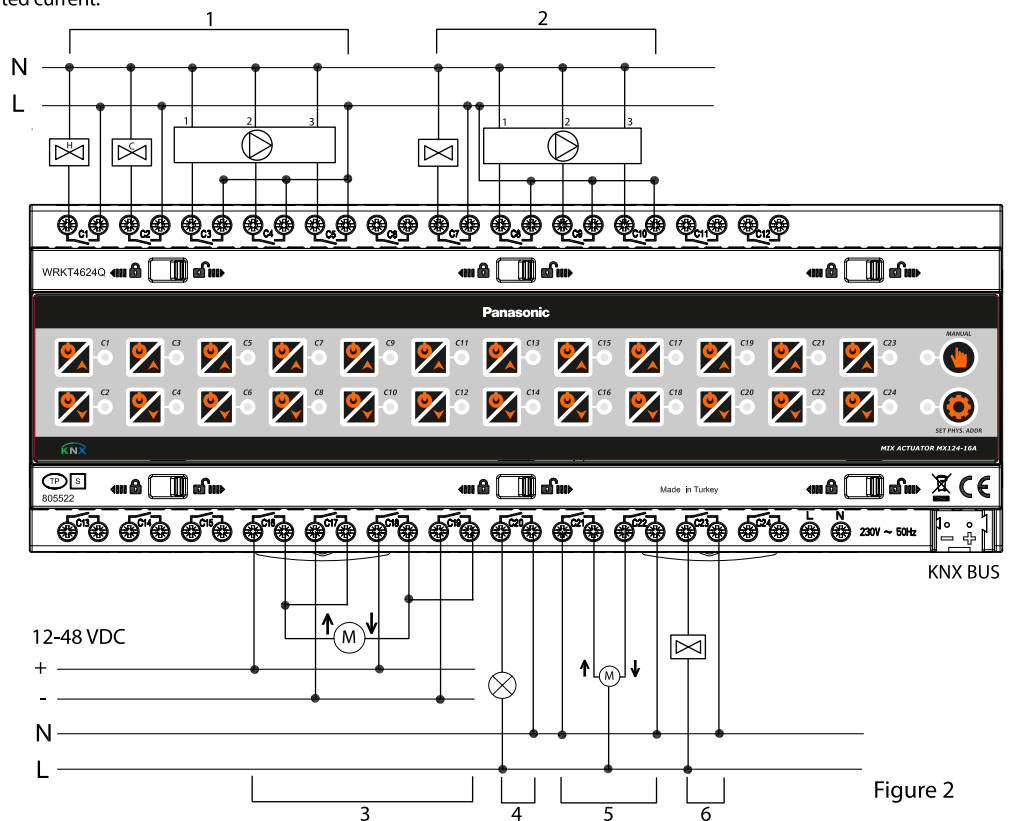 ted current.
1 2
N
L
1 2 3 1 2 3
H C
C1 C2 C3 C4 C5 C6 C7 C8 C9 C10 C11 C12
WRKT4624Q
Panasonic
C1 C3 C5 C7 C9 C11 C13 C15 C17 C19 C21 C23
MANUAL
C2 C4 C6 C8 C10 C12 C14 C16 C18 C20 C22 C24
SET PHYS. ADDR
KNX
MIX ACTUATOR MX124-16A
TP S
805522
Made in Turkey
CE
C13 C14 C15 C16 C17 C18 C19 C20 C21 C22 C23 C24 L N 230V ~ 50Hz
- +
KNX BUS
12-48 VDC
M
+
M
-
N
L
Figure 2
3 4 5 6